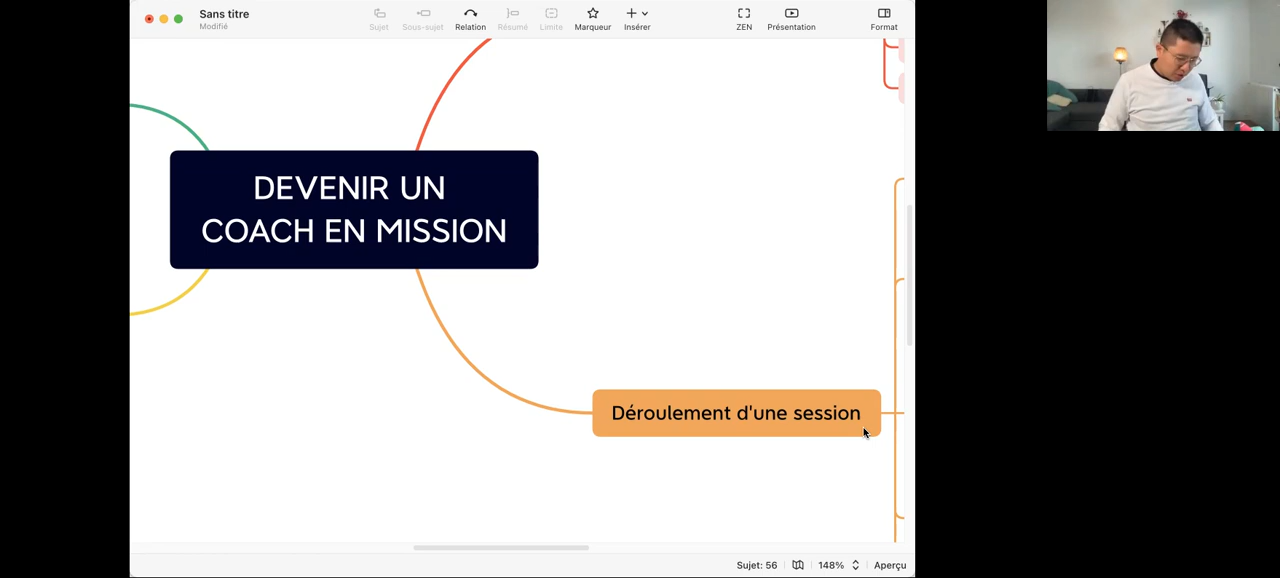 Sans titre
Modifié
Sujet
Sous-sujet
Relation
Résumé
Limite
Marqueur
Insérer
ZEN
Présentation
Format
DEVENIR UN
COACH EN MISSION
Déroulement d'une session
Sujet: 56
148%
Aperçu